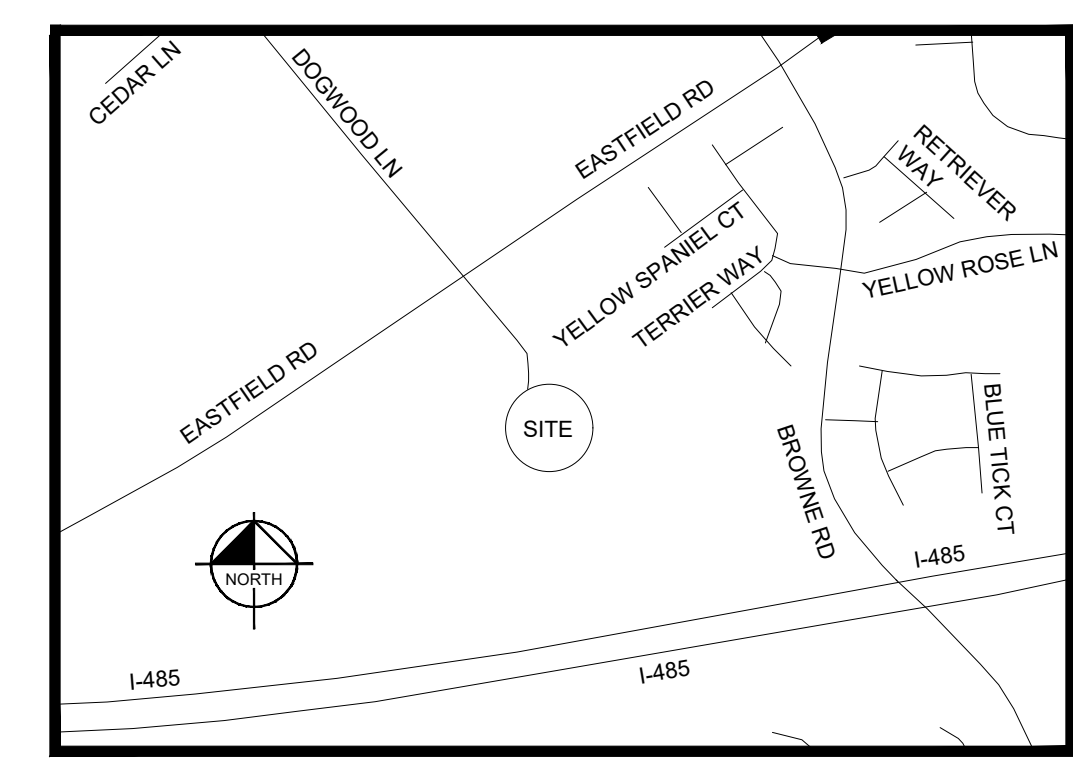 CEDAR LN
DOGWOOD LN
EASTFIELD RD
RETRIEVER
WAY
YELLOW SPANIEL CT
TERRIER WAY
YELLOW ROSE LN
EASTFIELD RD
SITE
BLUE TICK CT
BROWNE RD
NORTH
I-485
I-485
I-485